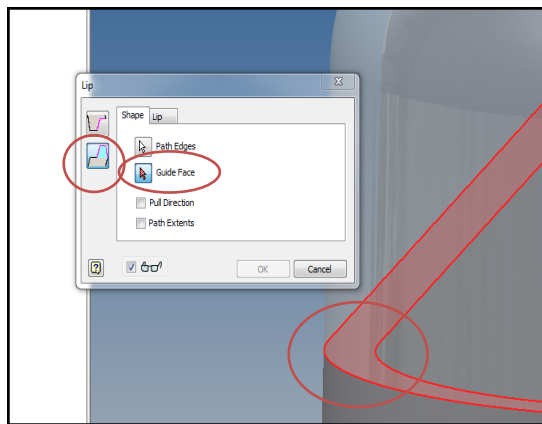 Lip
Shape Lip
Path Edges
Guide Face
Pull Direction
Path Extents
OK Cancel